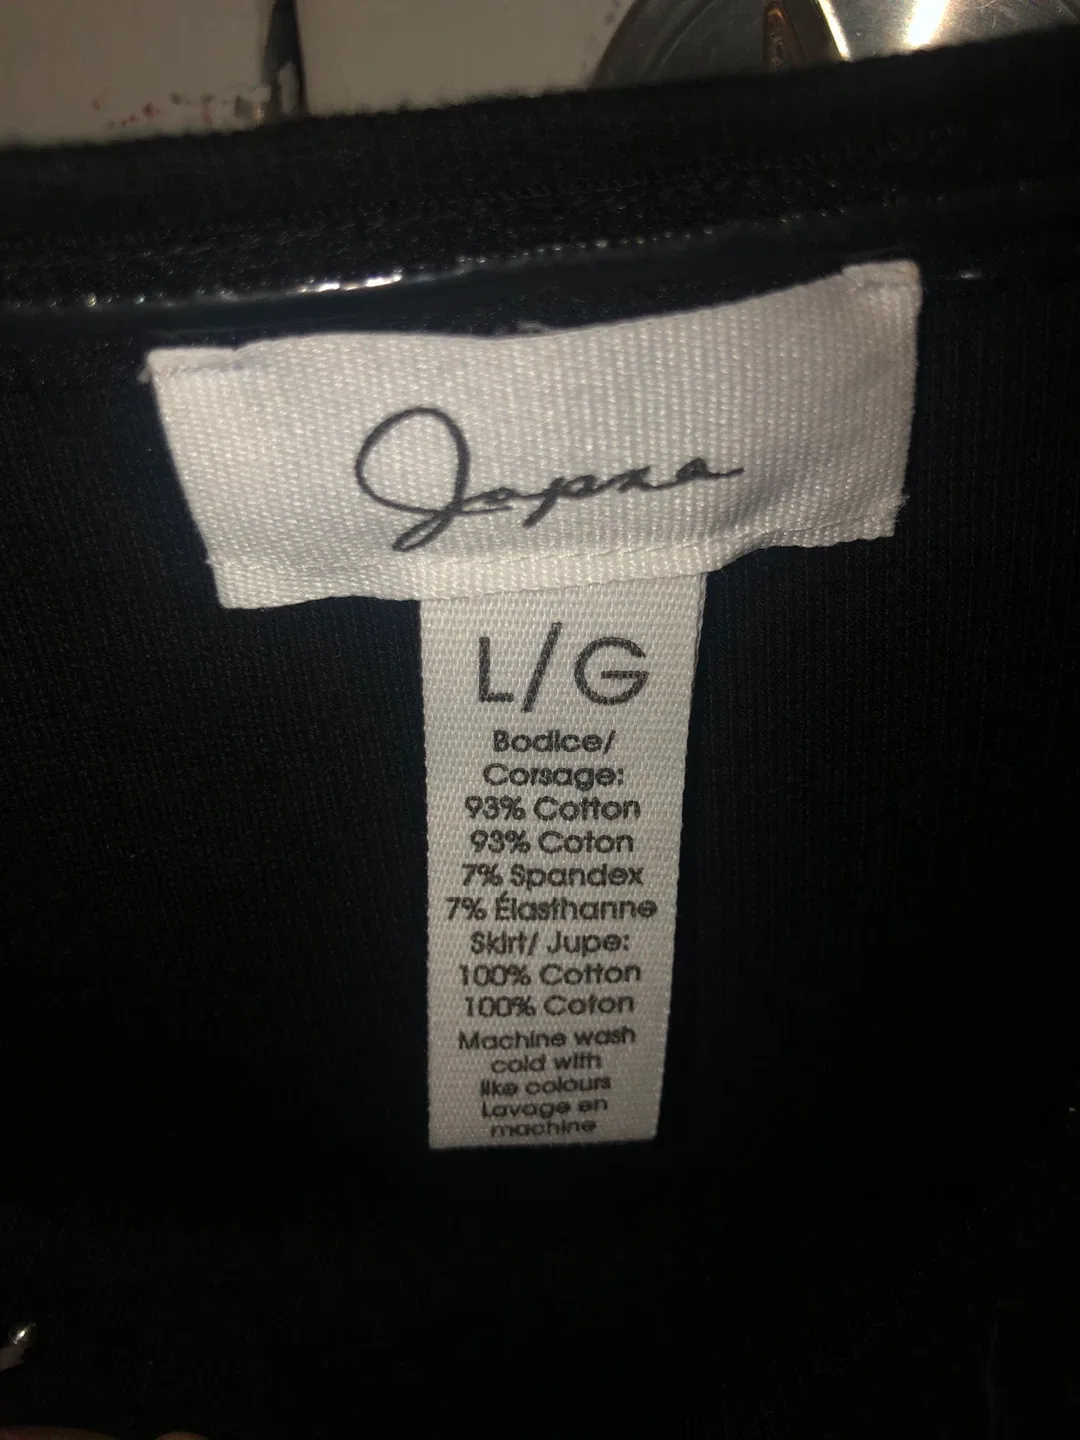 Japna
L/G
Bodice/
Corsage:
93% Cotton
93% Coton
7% Spandex
7% Élasthanne
Skirt/ Jupe:
100% Cotton
100% Coton
Machine wash
cold with
like colours
Lavage en
machine